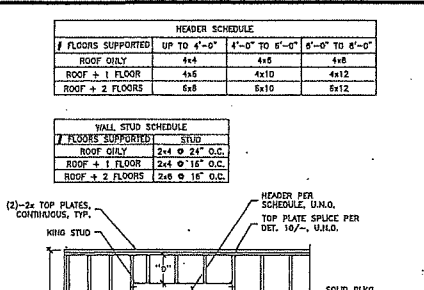 HEADER SCHEDULE
# FLOORS SUPPORTED UP TO 4'-0" 4'-0" TO 6'-0" 6'-0" TO 8'-0"
ROOF ONLY 4x4 4x6 4x8
ROOF + 1 FLOOR 4x6 4x10 4x12
ROOF + 2 FLOORS 6x8 6x10 6x12
WALL STUD SCHEDULE
# FLOORS SUPPORTED STUD
ROOF ONLY 2x4 @ 24" O.C.
ROOF + 1 FLOOR 2x4 @ 16" O.C.
ROOF + 2 FLOORS 2x6 @ 16" O.C.
(2)-2x TOP PLATES,
CONTINUOUS, TYP.
KING STUD
HEADER PER
SCHEDULE, U.N.O.
TOP PLATE SPLICE PER
DET. 10/-, U.N.O.
"D"
SOLID BLKG